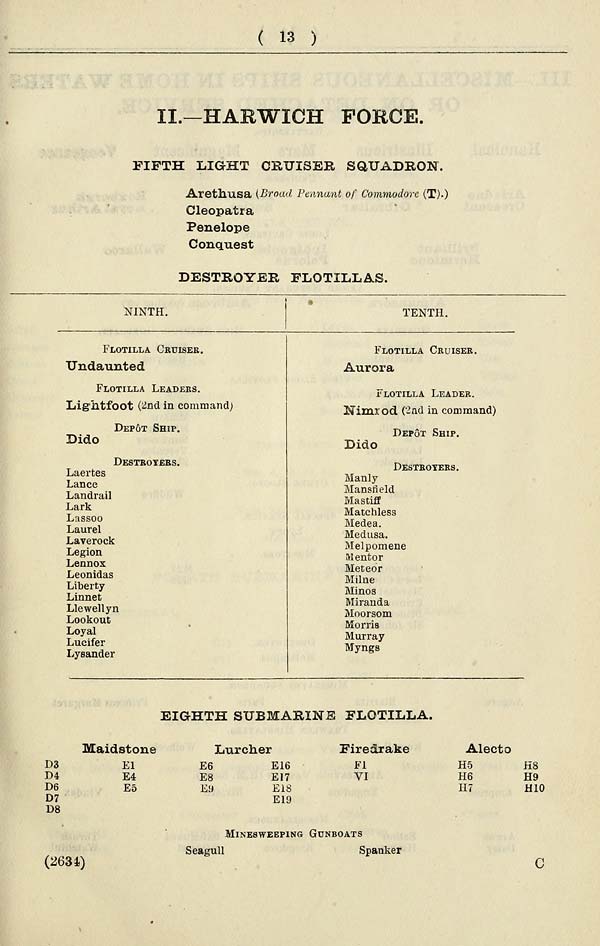 ( 13 )
II.—HARWICH FORCE.
FIFTH LIGHT CRUISER SQUADRON.
Arethusa (Broad Pennant of Commodore (T).)
Cleopatra
Penelope
Conquest
DESTROYER FLOTILLAS.
NINTH.
FLOTILLA CRUISER.
Undaunted
FLOTILLA LEADERS.
Lightfoot (2nd in command)
DEPÔT SHIP.
Dido
DESTROYERS.
Laertes
Lance
Landrail
Lark
Lassoo
Laurel
Laverock
Legion
Lennox
Leonidas
Liberty
Linnet
Llewellyn
Lookout
Loyal
Lucifer
Lysander
TENTH.
FLOTILLA CRUISER.
Aurora
FLOTILLA LEADER.
Nimrod (2nd in command)
DEPÔT SHIP.
Dido
DESTROYERS.
Manly
Mansfield
Mastiff
Matchless
Medea.
Medusa.
Melpomene
Mentor
Meteor
Milne
Minos
Miranda
Moorsom
Morris
Murray
Myngs
EIGHTH SUBMARINE FLOTILLA.
Maidstone Lurcher Firedrake Alecto
D3 E1 E6 E16 F1 H5 H8
D4 E4 E8 E17 VI H6 H9
D6 E5 E9 E18 H7 H10
D7 E19
D8
MINESWEEPING GUNBOATS
Seagull Spanker
(2634) C